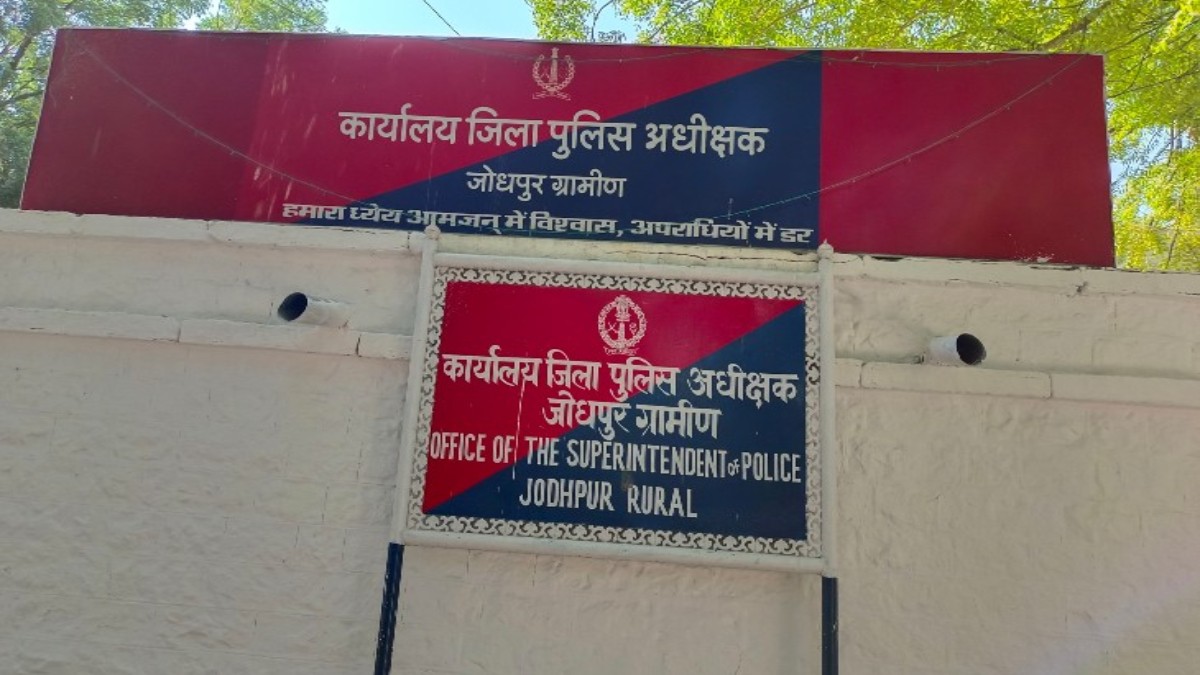 कार्यालय जिला पुलिस अधीक्षक
जोधपुर ग्रामीण
हमारा ध्येय आमजन् में विश्वास, अपराधियों में डर
कार्यालय जिला पुलिस अधीक्षक
जोधपुर ग्रामीण
OFFICE OF THE SUPERINTENDENT OF POLICE
JODHPUR RURAL